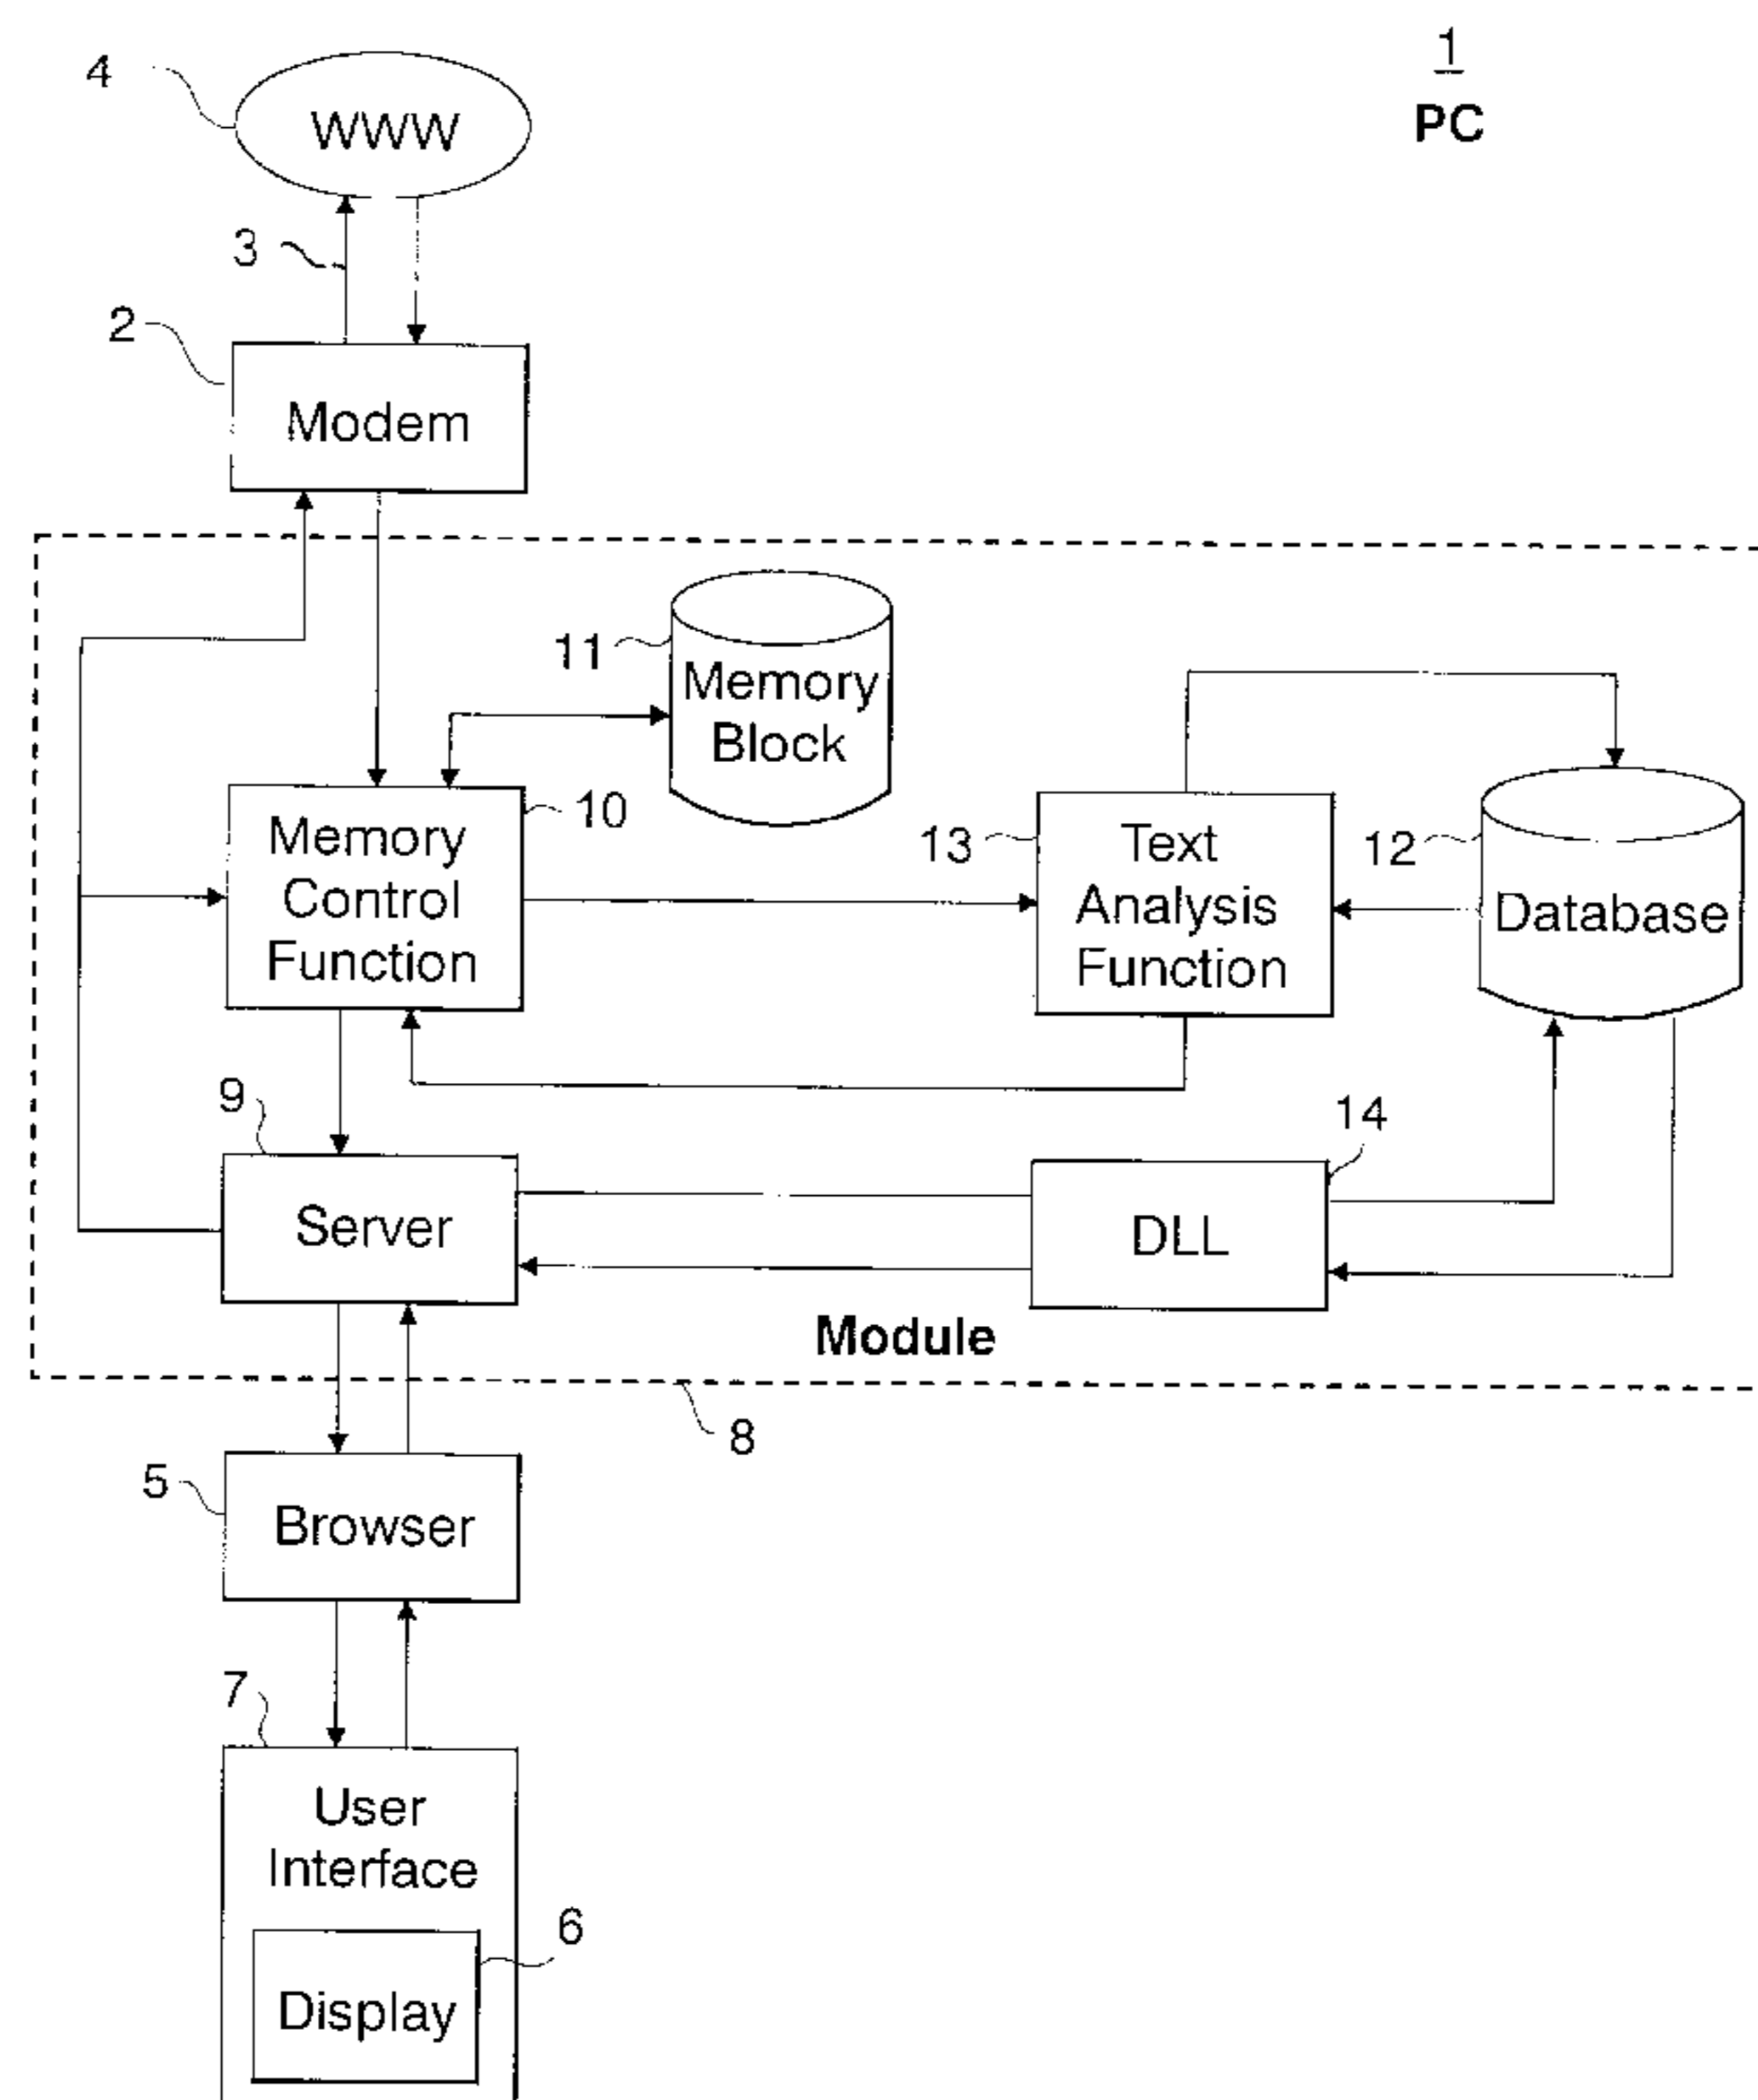 1
PC
4
WWW
3
2
Modem
11
Memory
Block
10
Memory
Control
Function
13
Text
Analysis
Function
12
Database
9
Server
14
DLL
Module
8
5
Browser
7
User
Interface
6
Display